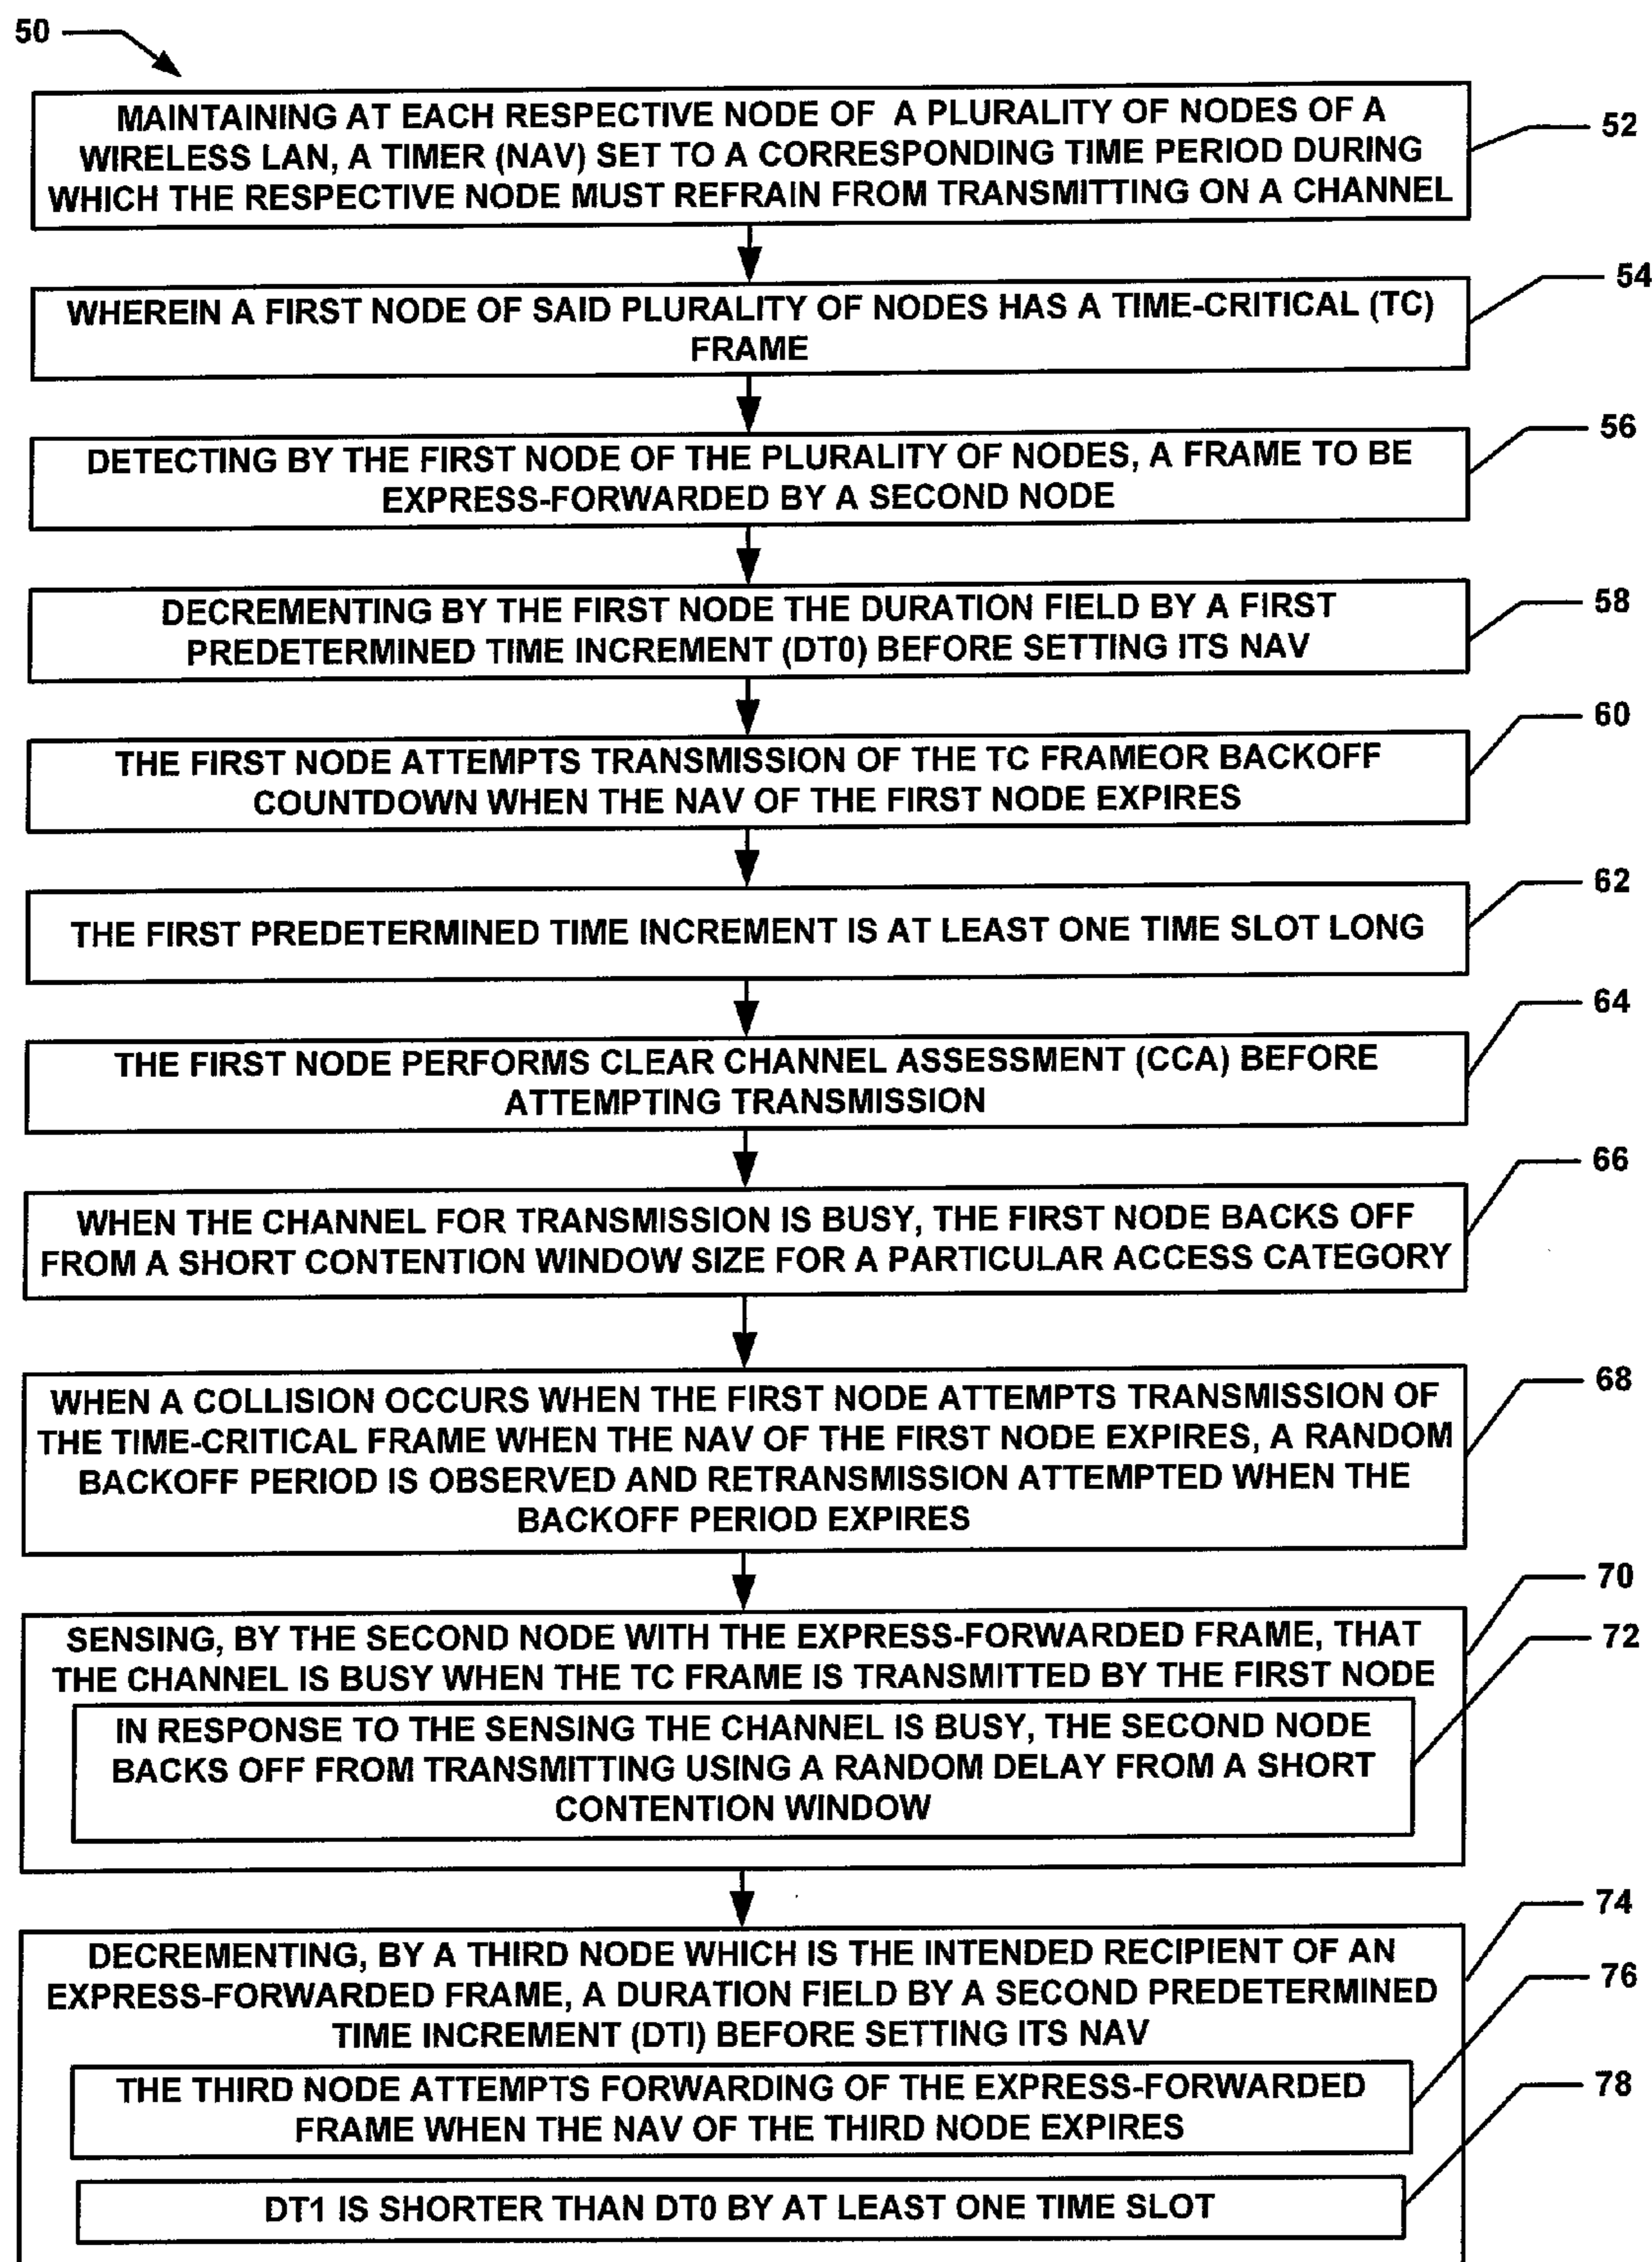 50
MAINTAINING AT EACH RESPECTIVE NODE OF A PLURALITY OF NODES OF A
WIRELESS LAN, A TIMER (NAV) SET TO A CORRESPONDING TIME PERIOD DURING
WHICH THE RESPECTIVE NODE MUST REFRAIN FROM TRANSMITTING ON A CHANNEL
52
WHEREIN A FIRST NODE OF SAID PLURALITY OF NODES HAS A TIME-CRITICAL (TC)
FRAME
54
DETECTING BY THE FIRST NODE OF THE PLURALITY OF NODES, A FRAME TO BE
EXPRESS-FORWARDED BY A SECOND NODE
56
DECREMENTING BY THE FIRST NODE THE DURATION FIELD BY A FIRST
PREDETERMINED TIME INCREMENT (DT0) BEFORE SETTING ITS NAV
58
THE FIRST NODE ATTEMPTS TRANSMISSION OF THE TC FRAMEOR BACKOFF
COUNTDOWN WHEN THE NAV OF THE FIRST NODE EXPIRES
60
THE FIRST PREDETERMINED TIME INCREMENT IS AT LEAST ONE TIME SLOT LONG
62
THE FIRST NODE PERFORMS CLEAR CHANNEL ASSESSMENT (CCA) BEFORE
ATTEMPTING TRANSMISSION
64
WHEN THE CHANNEL FOR TRANSMISSION IS BUSY, THE FIRST NODE BACKS OFF
FROM A SHORT CONTENTION WINDOW SIZE FOR A PARTICULAR ACCESS CATEGORY
66
WHEN A COLLISION OCCURS WHEN THE FIRST NODE ATTEMPTS TRANSMISSION OF
THE TIME-CRITICAL FRAME WHEN THE NAV OF THE FIRST NODE EXPIRES, A RANDOM
BACKOFF PERIOD IS OBSERVED AND RETRANSMISSION ATTEMPTED WHEN THE
BACKOFF PERIOD EXPIRES
68
SENSING, BY THE SECOND NODE WITH THE EXPRESS-FORWARDED FRAME, THAT
THE CHANNEL IS BUSY WHEN THE TC FRAME IS TRANSMITTED BY THE FIRST NODE
70
IN RESPONSE TO THE SENSING THE CHANNEL IS BUSY, THE SECOND NODE
BACKS OFF FROM TRANSMITTING USING A RANDOM DELAY FROM A SHORT
CONTENTION WINDOW
72
DECREMENTING, BY A THIRD NODE WHICH IS THE INTENDED RECIPIENT OF AN
EXPRESS-FORWARDED FRAME, A DURATION FIELD BY A SECOND PREDETERMINED
TIME INCREMENT (DTI) BEFORE SETTING ITS NAV
74
THE THIRD NODE ATTEMPTS FORWARDING OF THE EXPRESS-FORWARDED
FRAME WHEN THE NAV OF THE THIRD NODE EXPIRES
76
DT1 IS SHORTER THAN DT0 BY AT LEAST ONE TIME SLOT
78